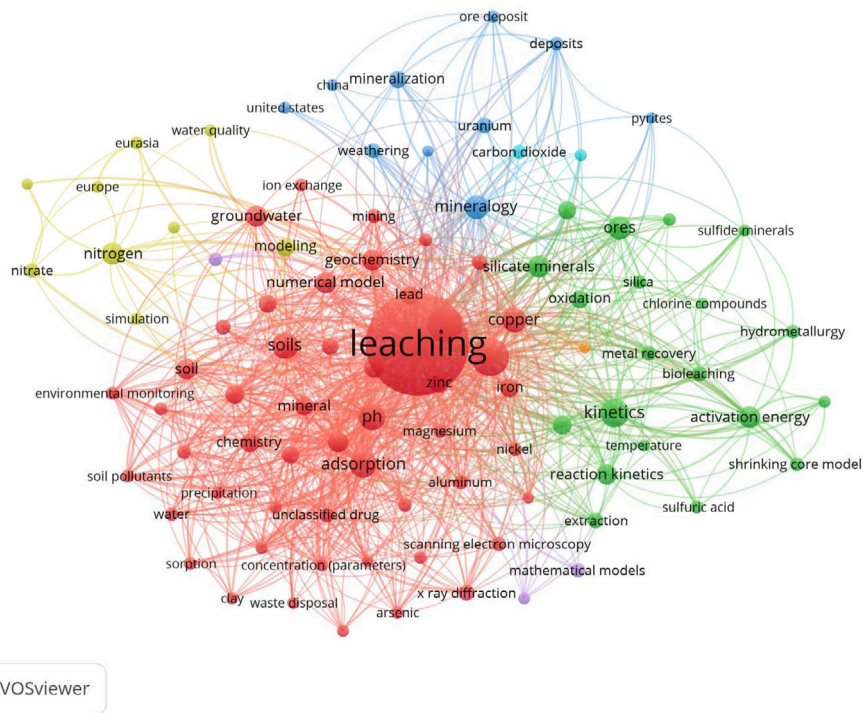 ore deposit
deposits
mineralization
china
united states
pyrites
uranium
water quality
eurasia
weathering
carbon dioxide
ion exchange
europe
mineralogy
groundwater
mining
ores
sulfide minerals
modeling
nitrogen
geochemistry
silicate minerals
nitrate
numerical model
silica
lead
oxidation
chlorine compounds
simulation
copper
hydrometallurgy
leaching
soils
metal recovery
soil
bioleaching
zinc
iron
environmental monitoring
mineral
kinetics
ph
activation energy
magnesium
chemistry
temperature
nickel
adsorption
shrinking core model
soil pollutants
reaction kinetics
aluminum
precipitation
sulfuric acid
water
unclassified drug
extraction
scanning electron microscopy
sorption
concentration (parameters)
mathematical models
x ray diffraction
clay
waste disposal
arsenic
VOSviewer